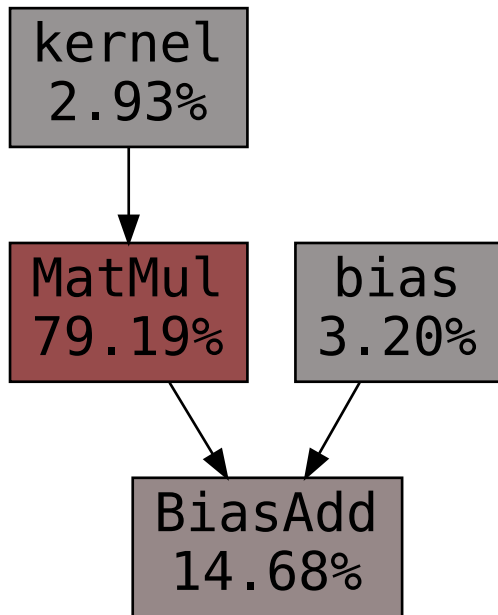 kernel
2.93%
MatMul
79.19%
bias
3.20%
BiasAdd
14.68%